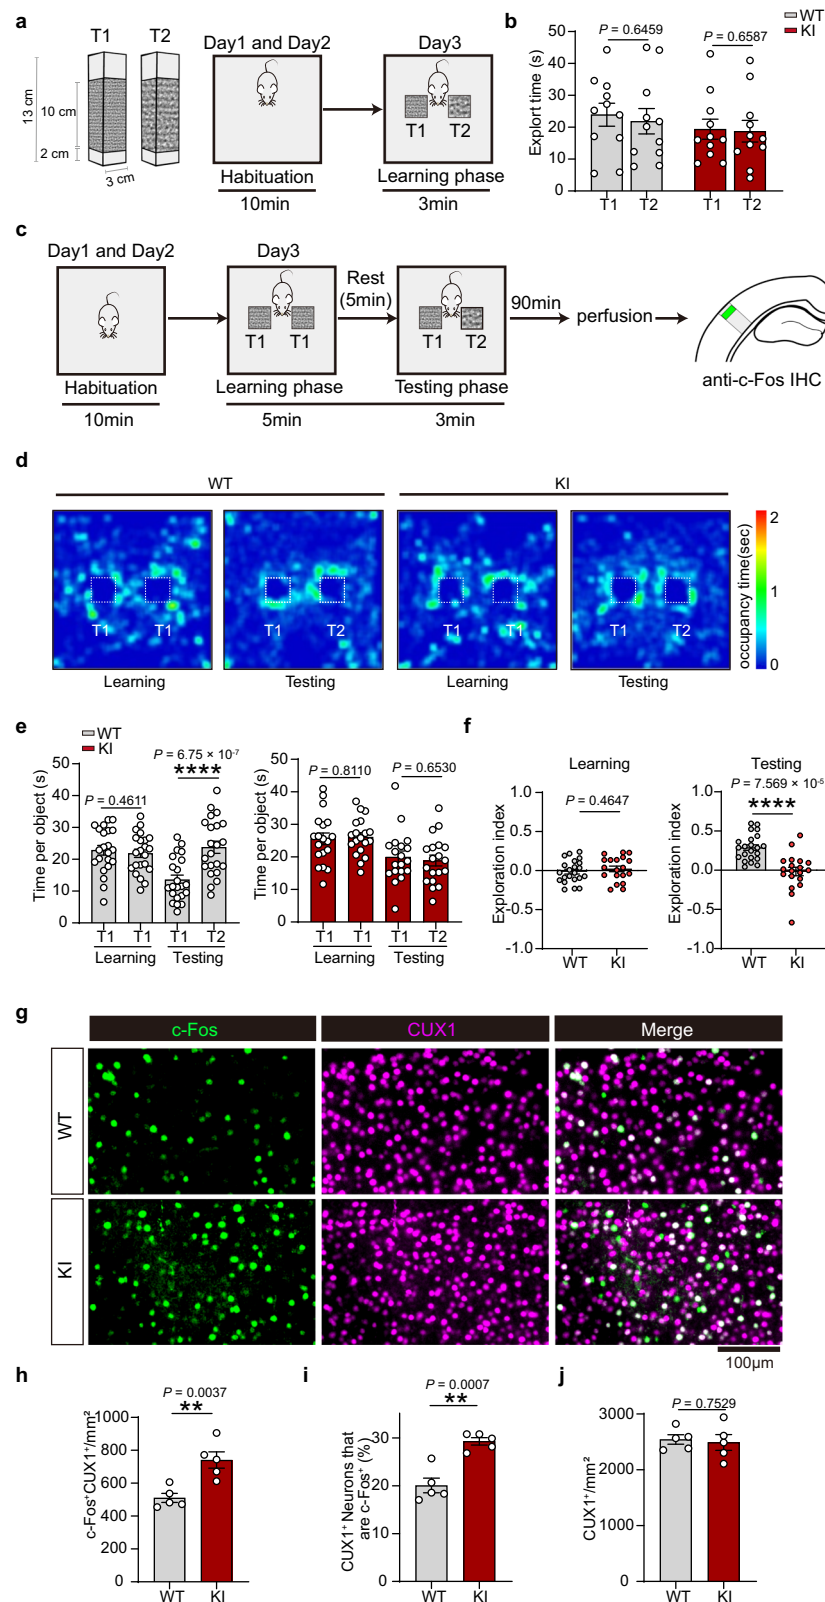 a
T1 T2
13 cm
10 cm
2 cm
3 cm
Day1 and Day2
Habituation
10min
Day3
T1 T2
Learning phase
3min
b
WT
KI
P = 0.6459
P = 0.6587
Explort time (s)
50
40
30
20
10
0
T1 T2 T1 T2
c
Day1 and Day2
Habituation
10min
Day3
T1 T1
Learning phase
5min
Rest
(5min)
T1 T2
Testing phase
3min
90min
perfusion
anti-c-Fos IHC
d
WT KI
T1 T1
T1 T2
T1 T1
T1 T2
Learning Testing Learning Testing
2
1
0
occupancy time(sec)
e
WT
KI
P = 6.75 × 10⁻⁷
****
P = 0.4611
Time per object (s)
50
40
30
20
10
0
T1 T1 T1 T2
Learning Testing
P = 0.8110
P = 0.6530
Time per object (s)
50
40
30
20
10
0
T1 T1 T1 T2
Learning Testing
f
Learning
P = 0.4647
Exploration index
1.0
0.5
0.0
-0.5
-1.0
WT KI
Testing
P = 7.569 × 10⁻⁵
****
Exploration index
1.0
0.5
0.0
-0.5
-1.0
WT KI
g
c-Fos CUX1 Merge
WT
KI
100μm
h
P = 0.0037
**
c-Fos⁺CUX1⁺/mm²
1000
800
600
400
200
0
WT KI
i
P = 0.0007
**
CUX1⁺ Neurons that
are c-Fos⁺ (%)
30
20
10
0
WT KI
j
P = 0.7529
CUX1⁺/mm²
3000
2000
1000
0
WT KI